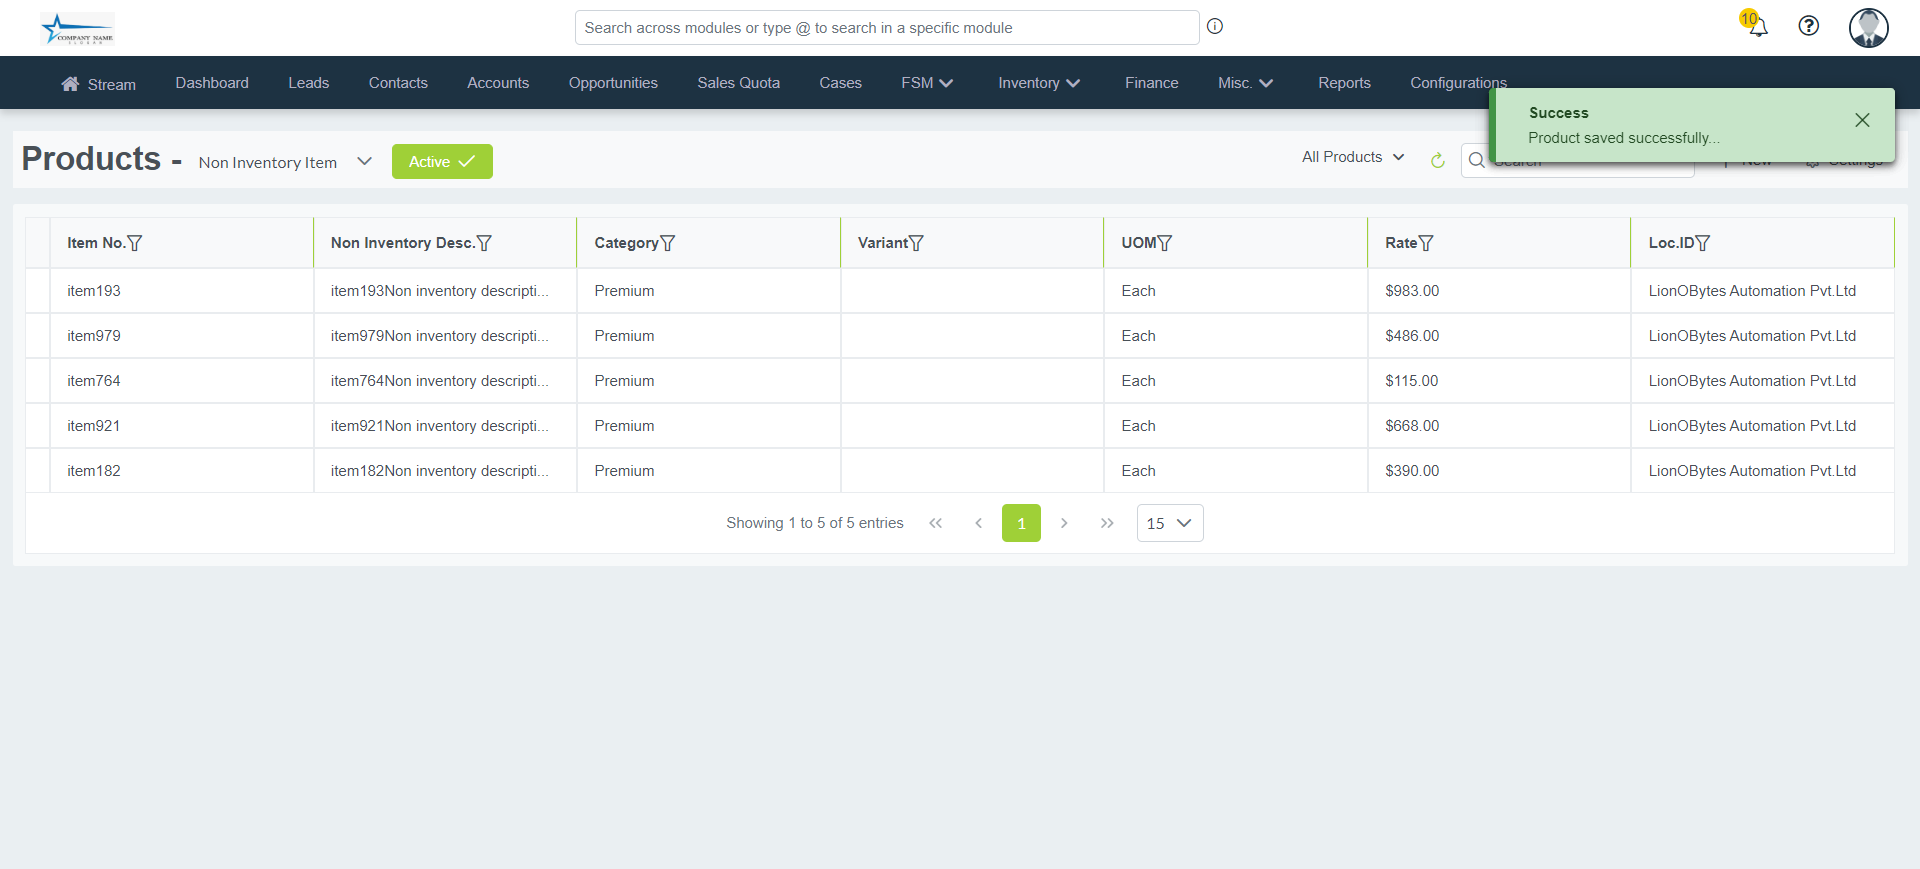 COMPANY NAME
Search across modules or type @ to search in a specific module
10
Stream Dashboard Leads Contacts Accounts Opportunities Sales Quota Cases FSM Inventory Finance Misc. Reports Configurations
Success
Product saved successfully...
Products - Non Inventory Item Active All Products Search New Settings
Item No. Non Inventory Desc. Category Variant UOM Rate Loc.ID
item193 item193Non inventory descripti... Premium Each $983.00 LionOBytes Automation Pvt.Ltd
item979 item979Non inventory descripti... Premium Each $486.00 LionOBytes Automation Pvt.Ltd
item764 item764Non inventory descripti... Premium Each $115.00 LionOBytes Automation Pvt.Ltd
item921 item921Non inventory descripti... Premium Each $668.00 LionOBytes Automation Pvt.Ltd
item182 item182Non inventory descripti... Premium Each $390.00 LionOBytes Automation Pvt.Ltd
Showing 1 to 5 of 5 entries 1 15